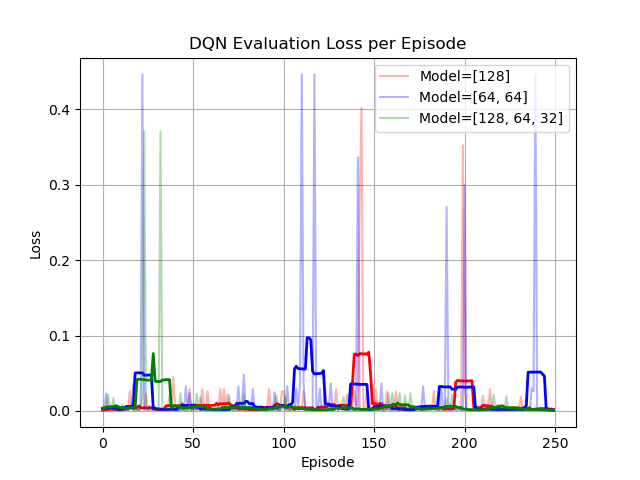 DQN Evaluation Loss per Episode
Model=[128]
Model=[64, 64]
Model=[128, 64, 32]
0.4
0.3
0.2
0.1
0.0
Loss
0 50 100 150 200 250
Episode